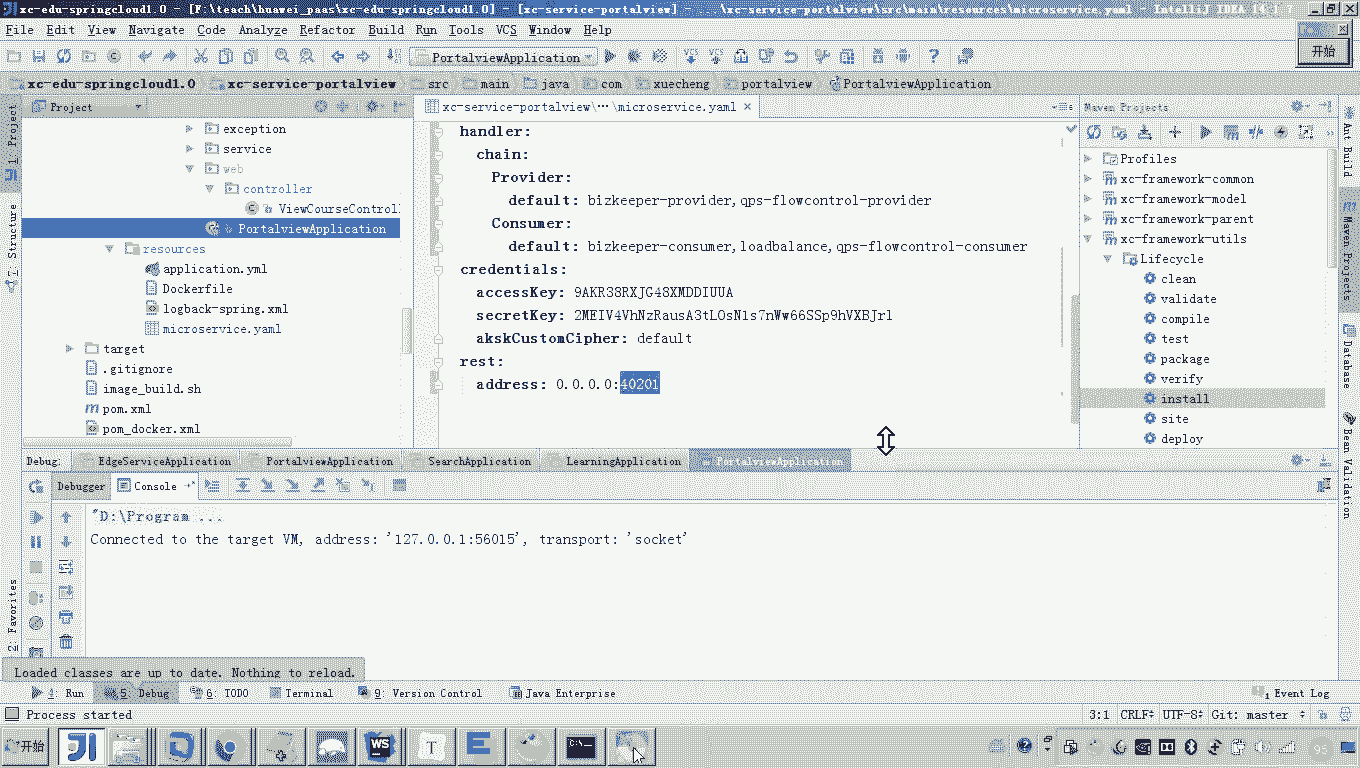 xc-edu-springcloud1.0 - [F:\teach\huawei_paas\xc-edu-springcloud1.0] - [xc-service-portalview] - ...\xc-service-portalview\src\main\resources\microservice.yaml - IntelliJ IDEA
File Edit View Navigate Code Analyze Refactor Build Run Tools VCS Window Help
开始
PortalviewApplication
xc-edu-springcloud1.0 xc-service-portalview src main java com xuecheng portalview PortalviewApplication
Project
xc-service-portalview\…\microservice.yaml
Maven Projects
exception
service
web
controller
ViewCourseControl
PortalviewApplication
resources
application.yml
Dockerfile
logback-spring.xml
microservice.yaml
target
.gitignore
image_build.sh
pom.xml
pom_docker.xml
handler:
chain:
Provider:
default: bizkeeper-provider,qps-flowcontrol-provider
Consumer:
default: bizkeeper-consumer,loadbalance,qps-flowcontrol-consumer
credentials:
accessKey: 9AKR38RXJG48XMDDIUUA
secretKey: 2MEIV4VhNzRausA3tLOsN1s7nWw66SSp9hVXBJrl
akskCustomCipher: default
rest:
address: 0.0.0.0:40201
Profiles
xc-framework-common
xc-framework-model
xc-framework-parent
xc-framework-utils
Lifecycle
clean
validate
compile
test
package
verify
install
site
deploy
1: Project
7: Structure
2: Favorites
Ant Build
Maven Projects
Database
Bean Validation
Debug: EdgeServiceApplication PortalviewApplication SearchApplication LearningApplication PortalviewApplication
Debugger Console
"D:\Program ...
Connected to the target VM, address: '127.0.0.1:56015', transport: 'socket'
Loaded classes are up to date. Nothing to reload.
4: Run 5: Debug 6: TODO Terminal 9: Version Control Java Enterprise 1 Event Log
Process started 3:1 CRLF UTF-8 Git: master
开始 WS T 95